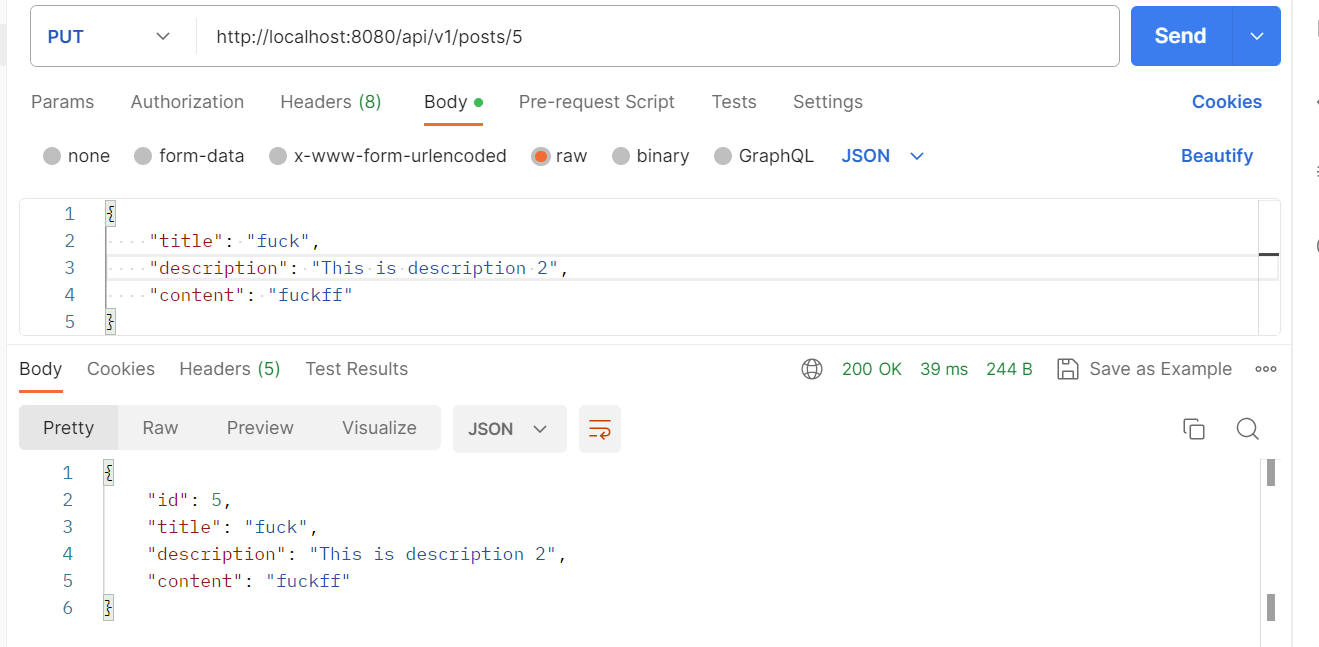 PUT http://localhost:8080/api/v1/posts/5 Send
Params Authorization Headers (8) Body Pre-request Script Tests Settings Cookies
none form-data x-www-form-urlencoded raw binary GraphQL JSON Beautify
1 {
2 "title": "fuck",
3 "description": "This is description 2",
4 "content": "fuckff"
5 }
Body Cookies Headers (5) Test Results 200 OK 39 ms 244 B Save as Example
Pretty Raw Preview Visualize JSON
1 {
2 "id": 5,
3 "title": "fuck",
4 "description": "This is description 2",
5 "content": "fuckff"
6 }